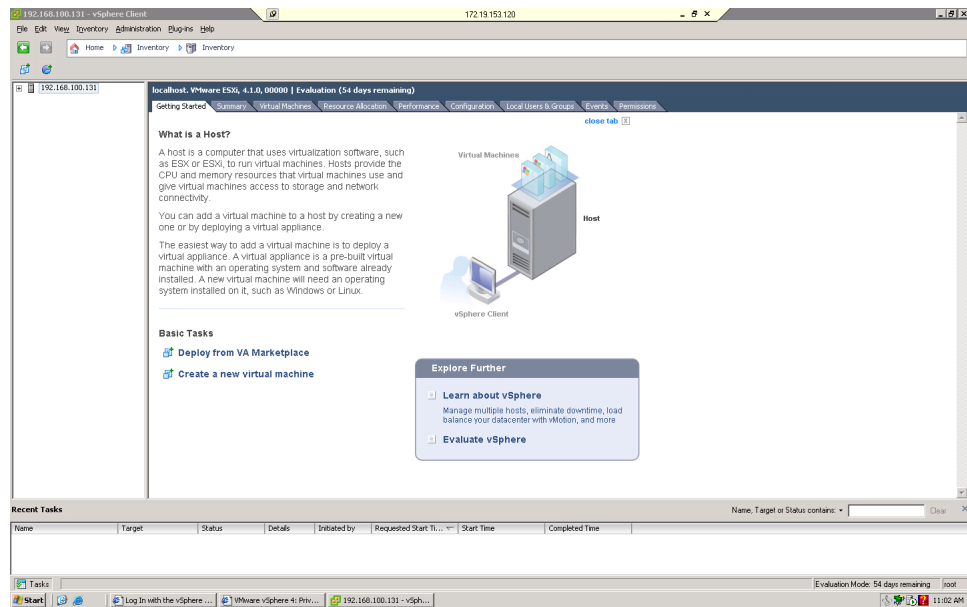 192.168.100.131 - vSphere Client
172.19.153.120
File Edit View Inventory Administration Plug-ins Help
Home Inventory Inventory
192.168.100.131
localhost. VMware ESXi, 4.1.0, 00000 | Evaluation (54 days remaining)
Getting Started Summary Virtual Machines Resource Allocation Performance Configuration Local Users & Groups Events Permissions
close tab X
What is a Host?
A host is a computer that uses virtualization software, such
as ESX or ESXi, to run virtual machines. Hosts provide the
CPU and memory resources that virtual machines use and
give virtual machines access to storage and network
connectivity.
You can add a virtual machine to a host by creating a new
one or by deploying a virtual appliance.
The easiest way to add a virtual machine is to deploy a
virtual appliance. A virtual appliance is a pre-built virtual
machine with an operating system and software already
installed. A new virtual machine will need an operating
system installed on it, such as Windows or Linux.
Virtual Machines
Host
vSphere Client
Basic Tasks
Deploy from VA Marketplace
Create a new virtual machine
Explore Further
Learn about vSphere
Manage multiple hosts, eliminate downtime, load
balance your datacenter with vMotion, and more
Evaluate vSphere
Recent Tasks
Name, Target or Status contains:
Clear
Name Target Status Details Initiated by Requested Start Ti... Start Time Completed Time
Tasks
Evaluation Mode: 54 days remaining root
Start
Log In with the vSphere ...
VMware vSphere 4: Priv...
192.168.100.131 - vSph...
11:02 AM